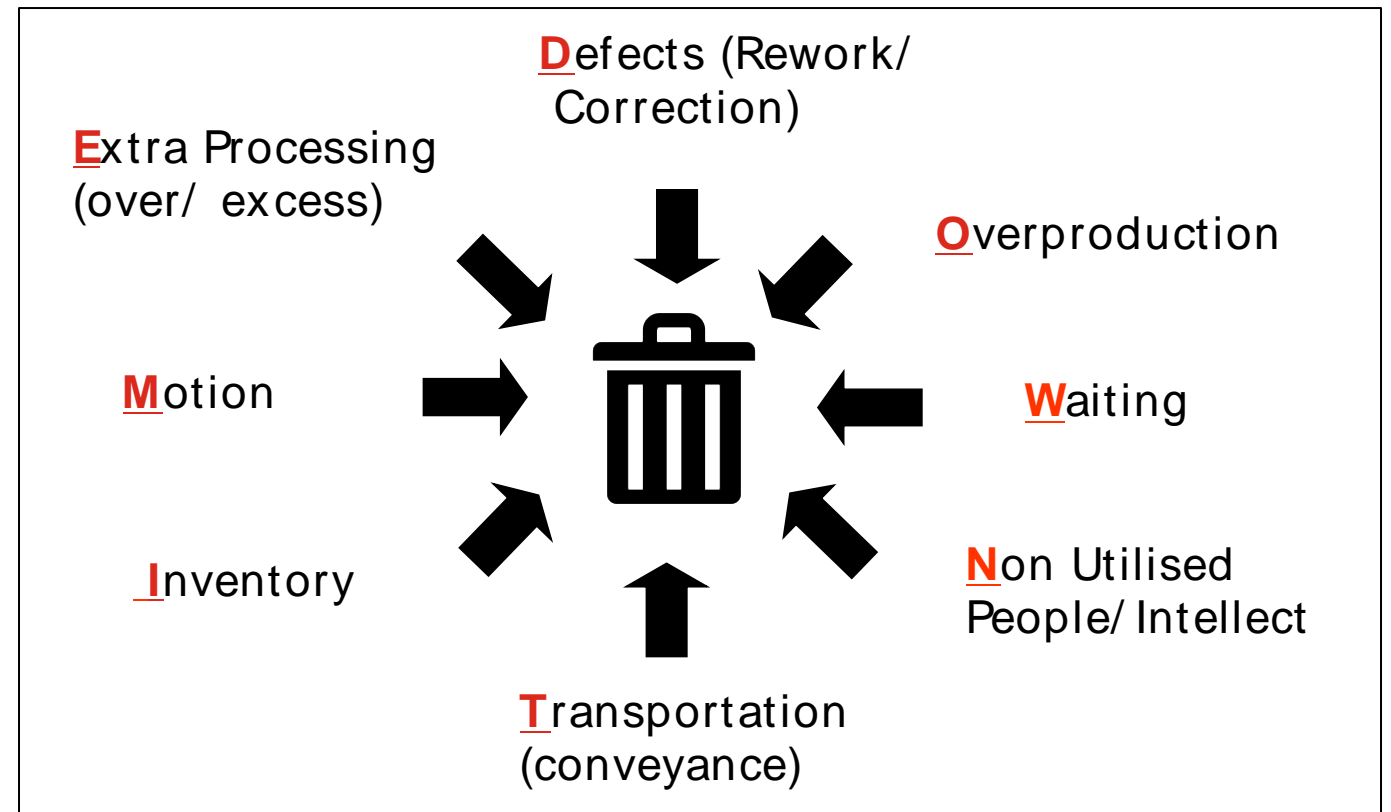 Defects (Rework/
Correction)
Overproduction
Waiting
Non Utilised
People/ Intellect
Transportation
(conveyance)
Inventory
Motion
Extra Processing
(over/ excess)